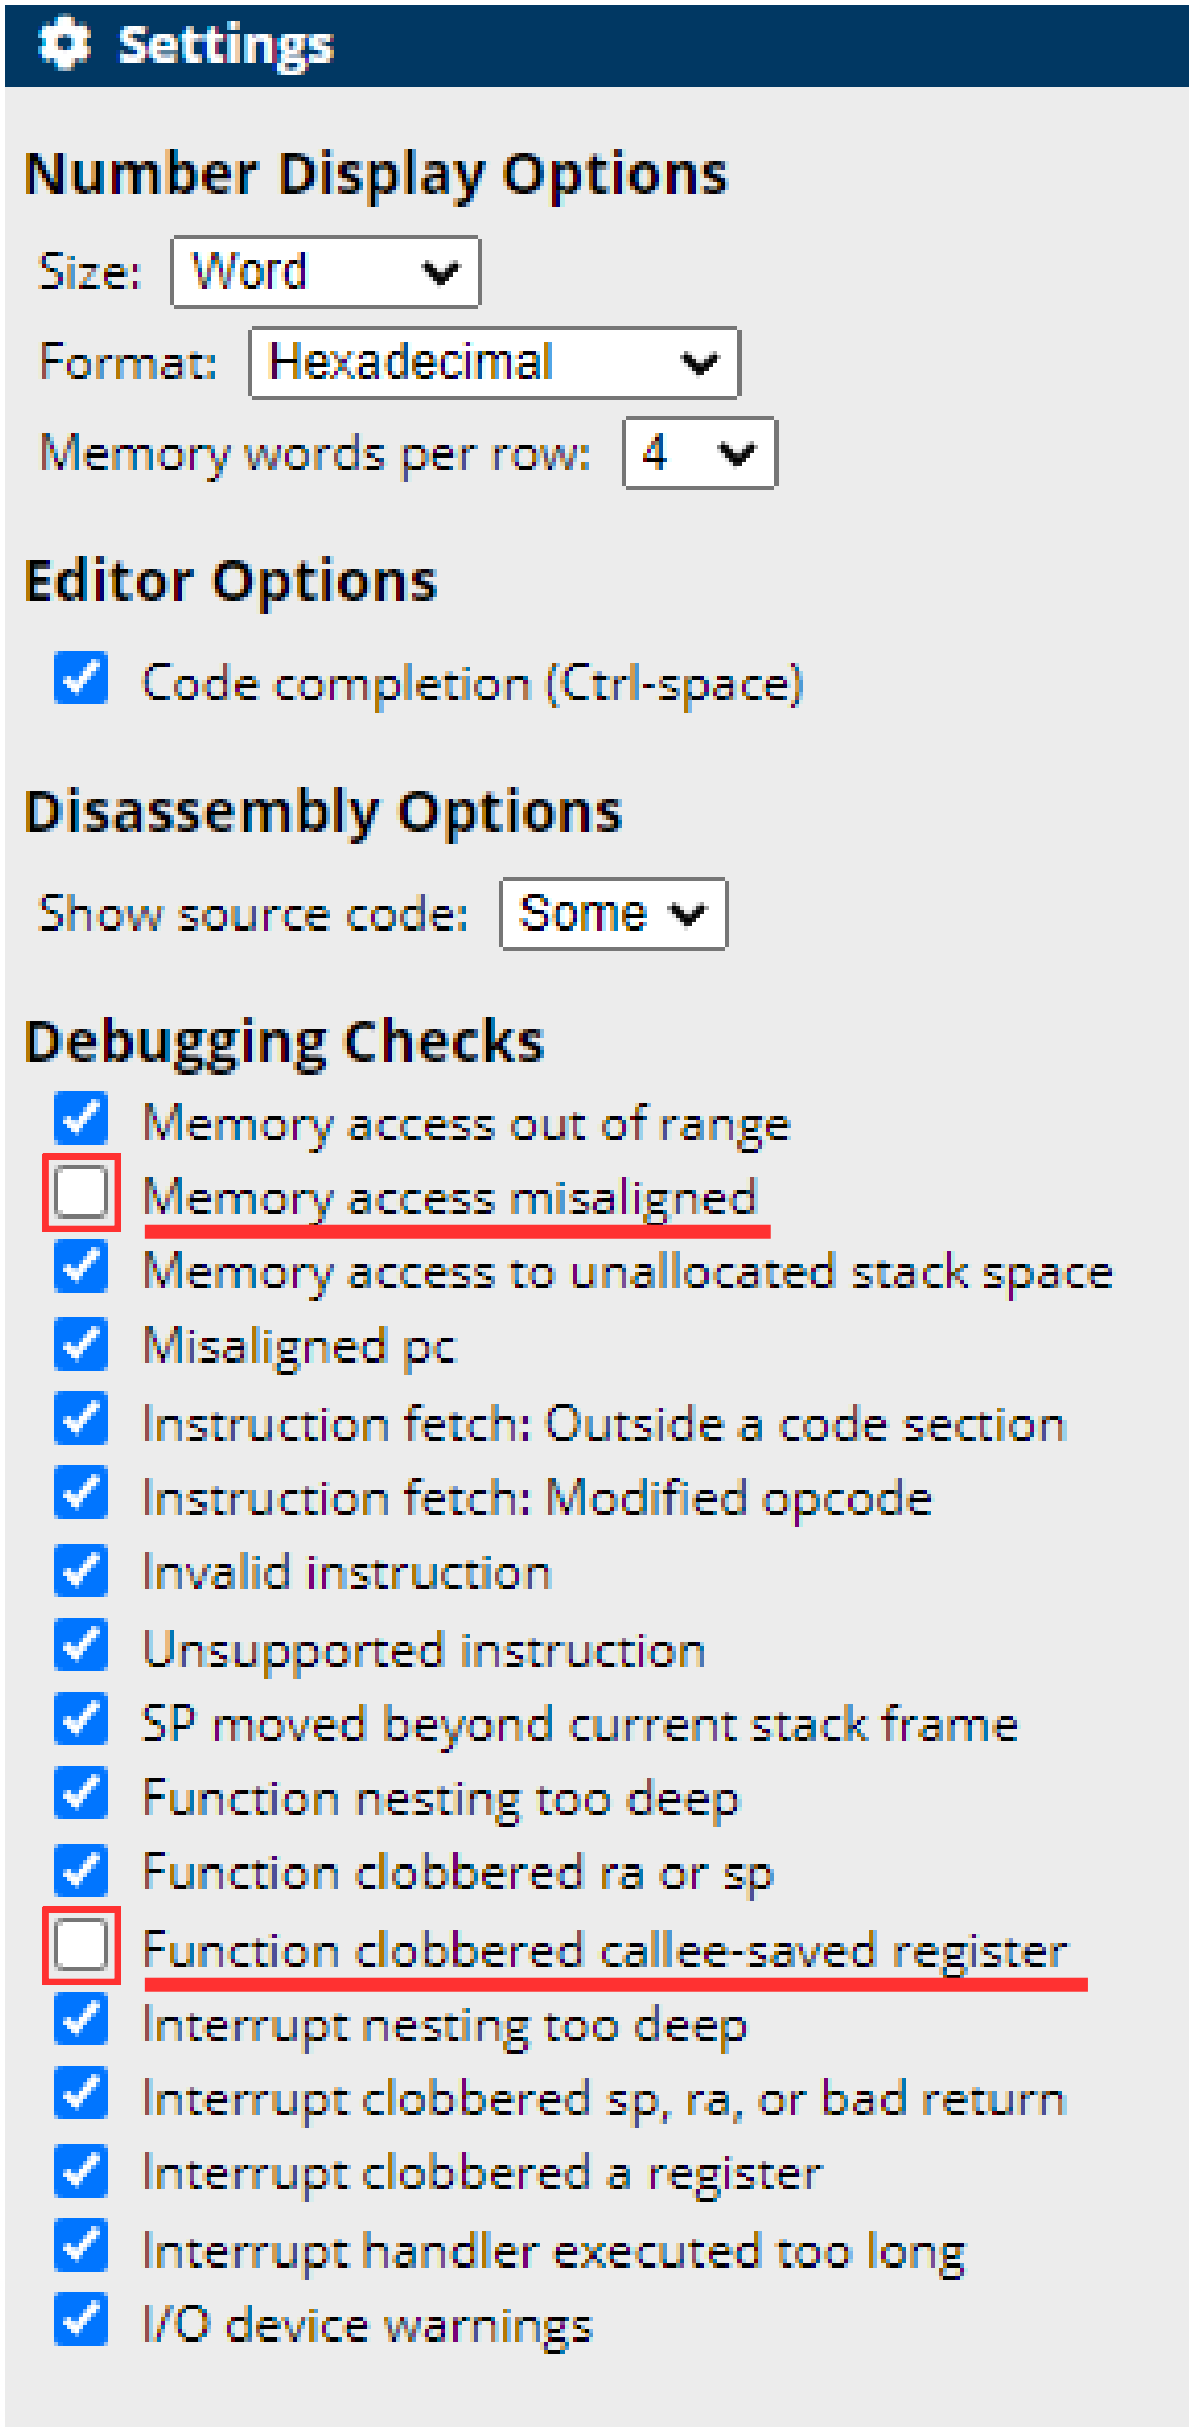 Settings
Number Display Options
Size: Word
Format: Hexadecimal
Memory words per row: 4
Editor Options
Code completion (Ctrl-space)
Disassembly Options
Show source code: Some
Debugging Checks
Memory access out of range
Memory access misaligned
Memory access to unallocated stack space
Misaligned pc
Instruction fetch: Outside a code section
Instruction fetch: Modified opcode
Invalid instruction
Unsupported instruction
SP moved beyond current stack frame
Function nesting too deep
Function clobbered ra or sp
Function clobbered callee-saved register
Interrupt nesting too deep
Interrupt clobbered sp, ra, or bad return
Interrupt clobbered a register
Interrupt handler executed too long
I/O device warnings